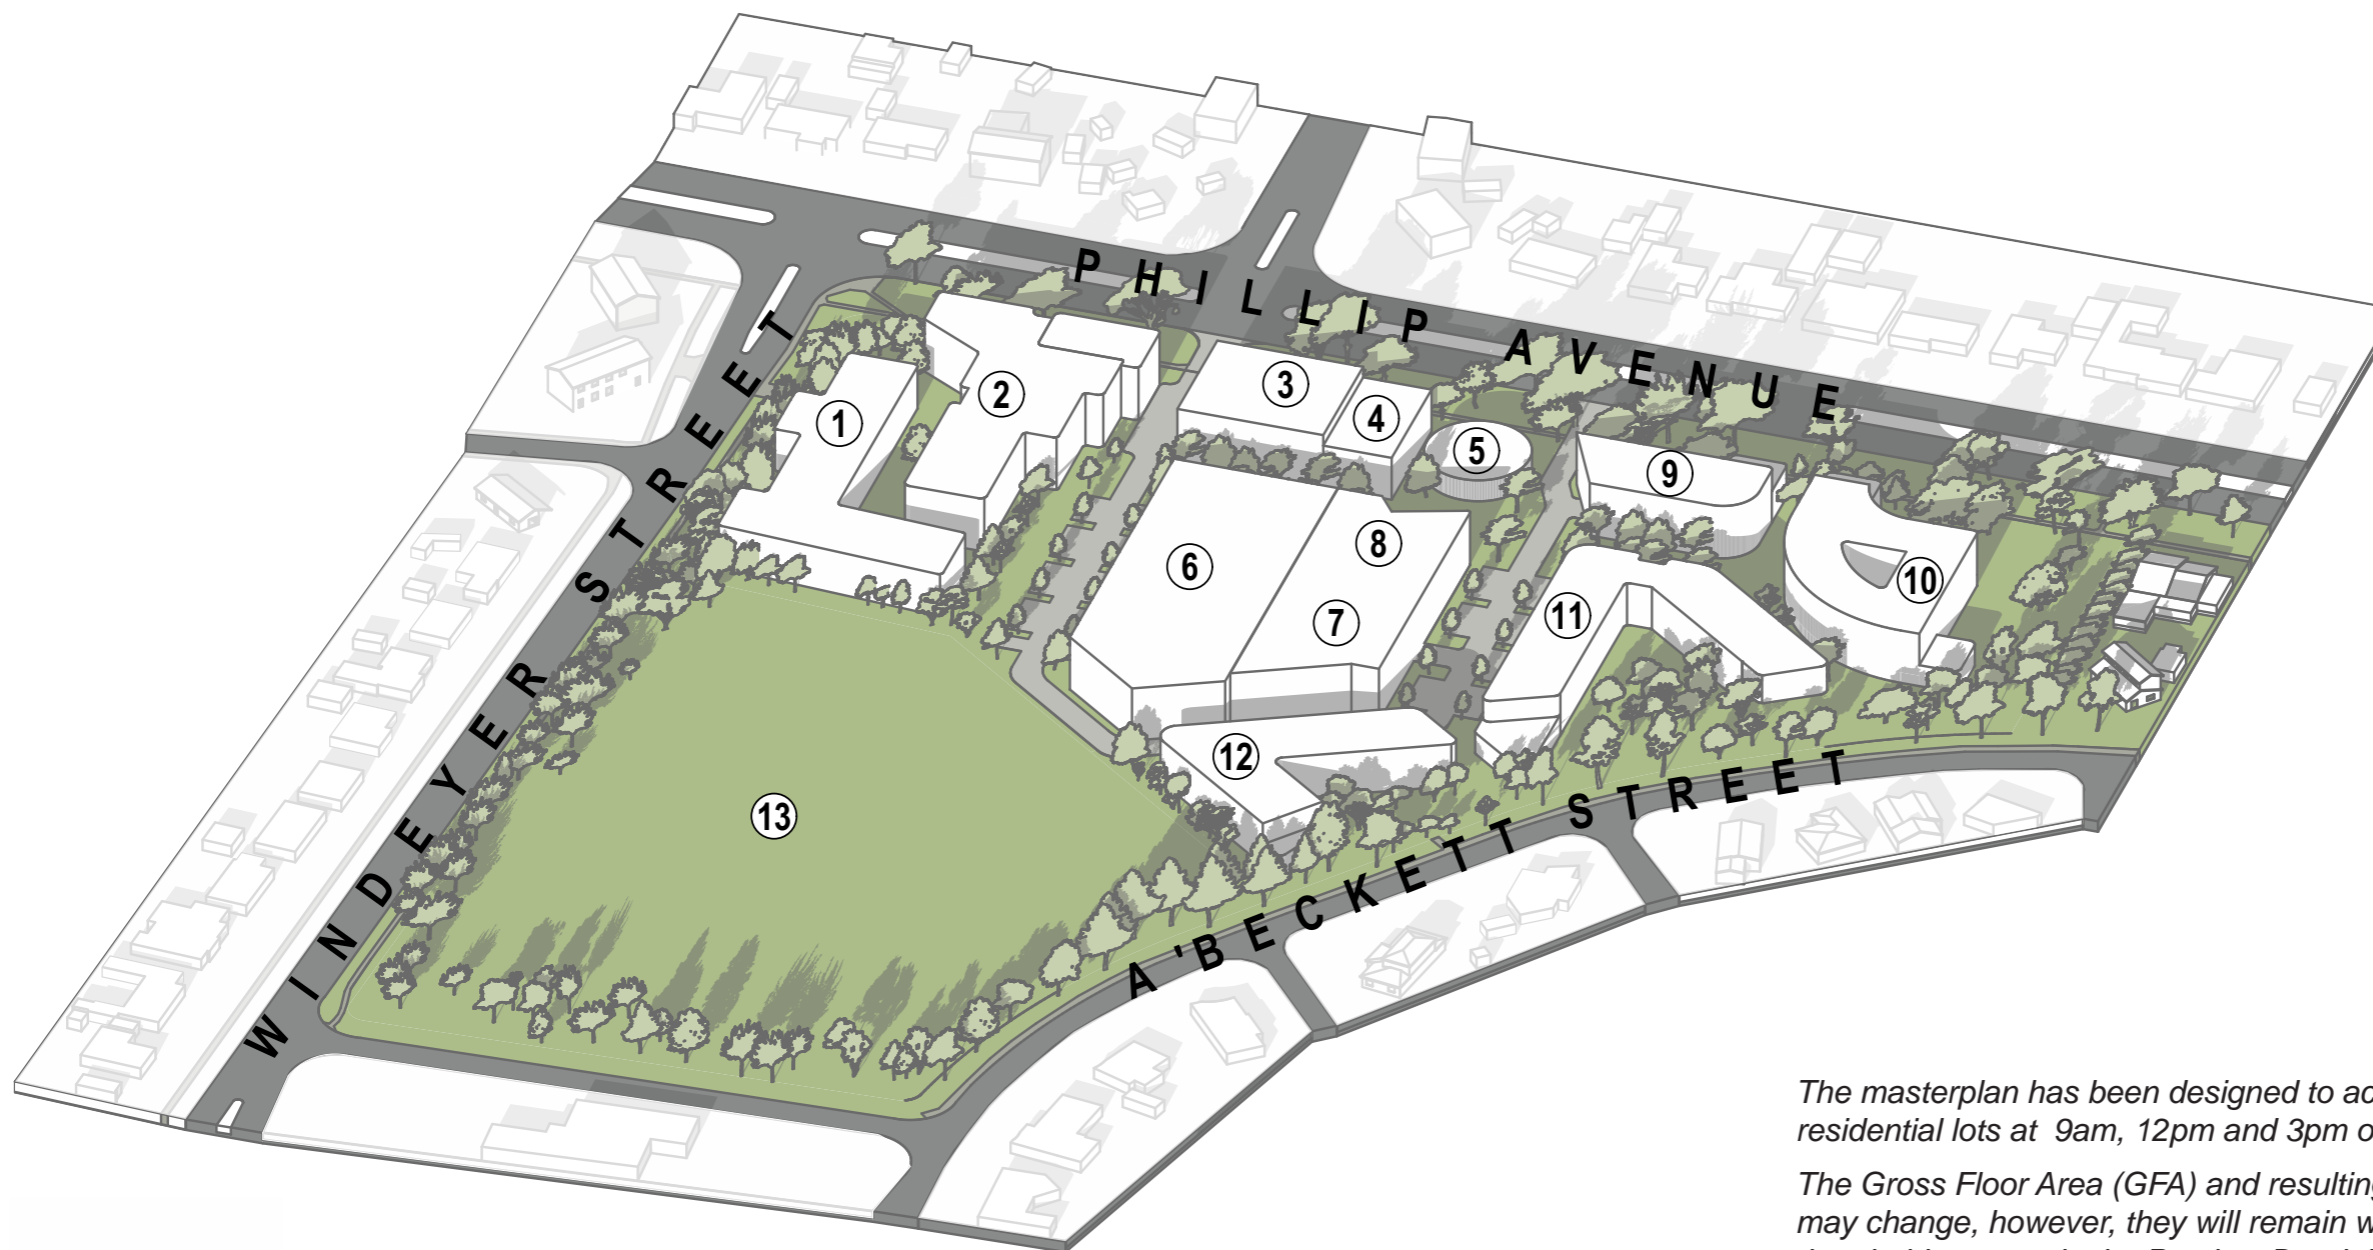 PHILLIP AVENUE
WINDEYER STREET
A'BECKETT STREET
1
2
3
4
5
6
7
8
9
10
11
12
13
The masterplan has been designed to ac
residential lots at 9am, 12pm and 3pm o
The Gross Floor Area (GFA) and resulting
may change, however, they will remain w